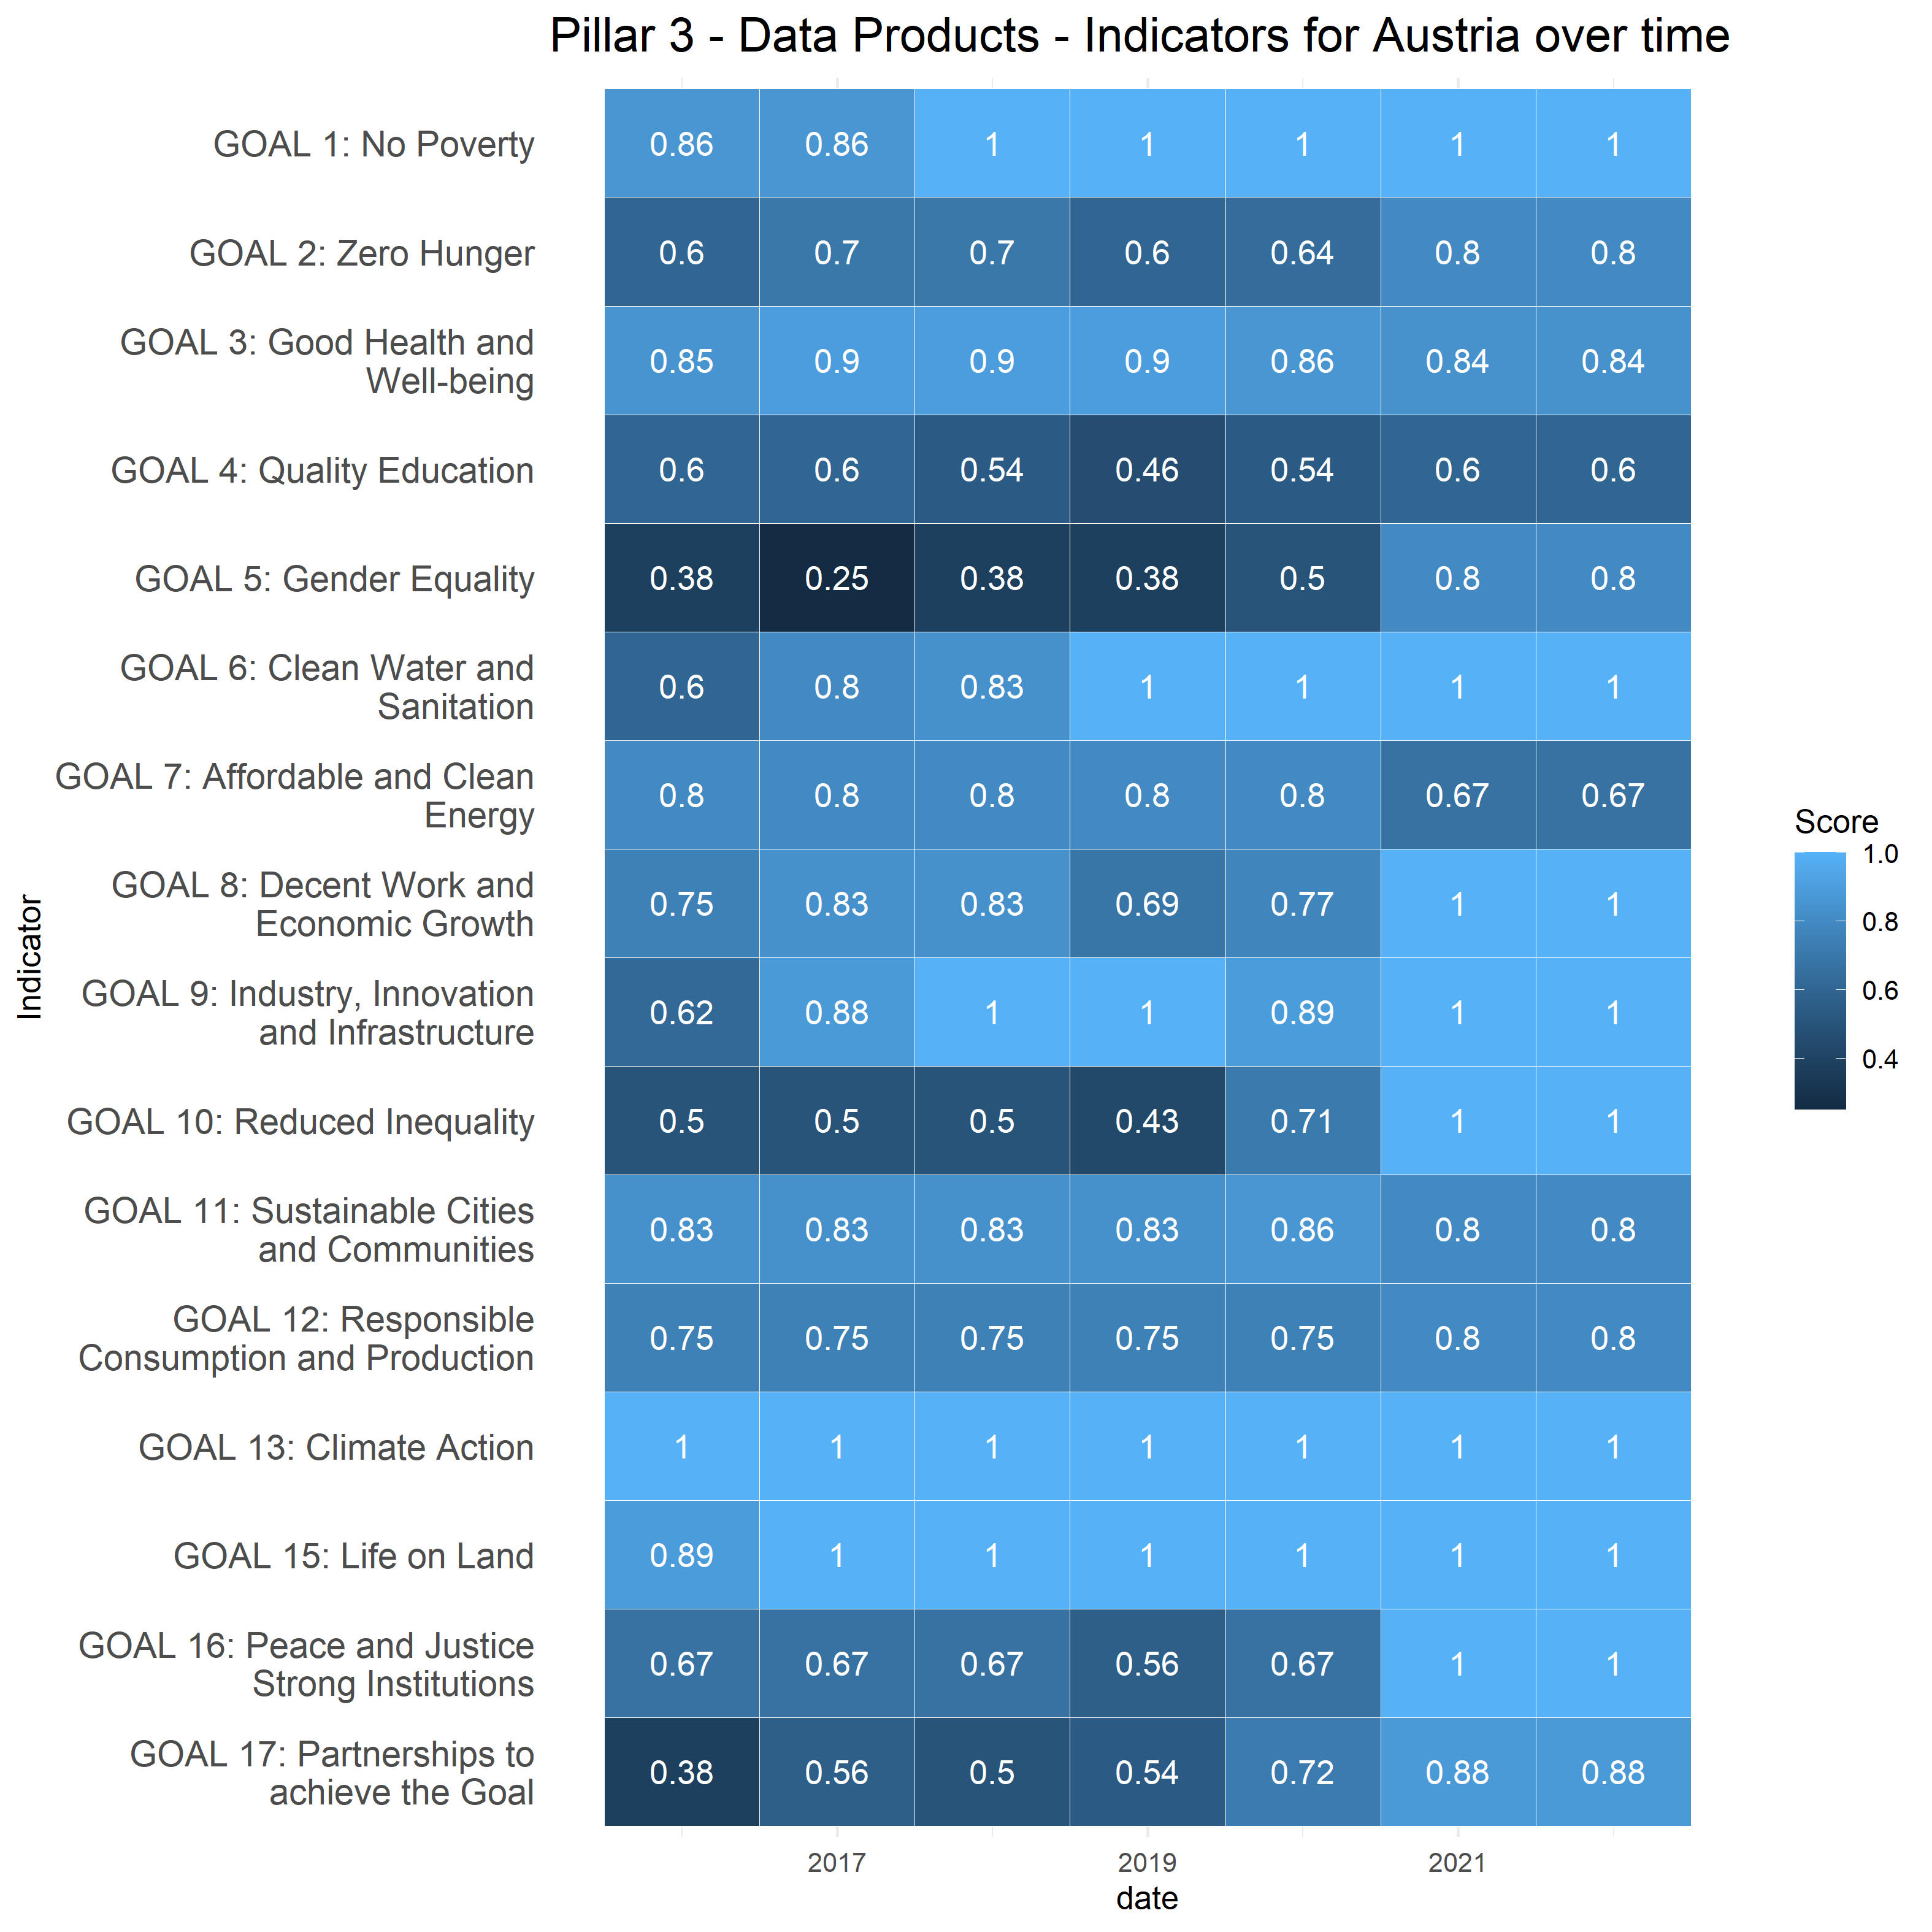 Pillar 3 - Data Products - Indicators for Austria over time
GOAL 1: No Poverty
0.86 0.86 1 1 1 1 1
GOAL 2: Zero Hunger
0.6 0.7 0.7 0.6 0.64 0.8 0.8
GOAL 3: Good Health and
Well-being
0.85 0.9 0.9 0.9 0.86 0.84 0.84
GOAL 4: Quality Education
0.6 0.6 0.54 0.46 0.54 0.6 0.6
GOAL 5: Gender Equality
0.38 0.25 0.38 0.38 0.5 0.8 0.8
GOAL 6: Clean Water and
Sanitation
0.6 0.8 0.83 1 1 1 1
GOAL 7: Affordable and Clean
Energy
0.8 0.8 0.8 0.8 0.8 0.67 0.67
GOAL 8: Decent Work and
Economic Growth
0.75 0.83 0.83 0.69 0.77 1 1
GOAL 9: Industry, Innovation
and Infrastructure
0.62 0.88 1 1 0.89 1 1
GOAL 10: Reduced Inequality
0.5 0.5 0.5 0.43 0.71 1 1
GOAL 11: Sustainable Cities
and Communities
0.83 0.83 0.83 0.83 0.86 0.8 0.8
GOAL 12: Responsible
Consumption and Production
0.75 0.75 0.75 0.75 0.75 0.8 0.8
GOAL 13: Climate Action
1 1 1 1 1 1 1
GOAL 15: Life on Land
0.89 1 1 1 1 1 1
GOAL 16: Peace and Justice
Strong Institutions
0.67 0.67 0.67 0.56 0.67 1 1
GOAL 17: Partnerships to
achieve the Goal
0.38 0.56 0.5 0.54 0.72 0.88 0.88
2017 2019 2021
date
Indicator
Score
1.0
0.8
0.6
0.4